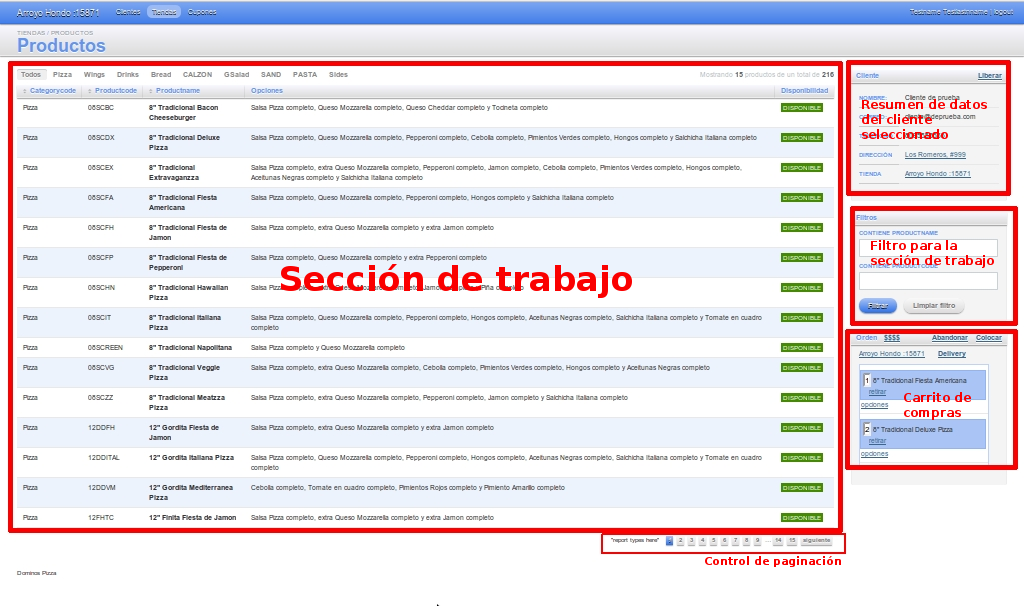 Arroyo Hondo :15871 Clientes Tiendas Cupones Testname Testlastname | logout
TIENDAS / PRODUCTOS
Productos
Todos Pizza Wings Drinks Bread CALZON GSalad SAND PASTA Sides Mostrando 15 productos de un total de 216
Categorycode Productcode Productname Opciones Disponibilidad
Pizza 08SCBC 8" Tradicional Bacon Cheeseburger Salsa Pizza completo, Queso Mozzarella completo, Queso Cheddar completo y Tocineta completo DISPONIBLE
Pizza 08SCDX 8" Tradicional Deluxe Pizza Salsa Pizza completo, Queso Mozzarella completo, Pepperoni completo, Cebolla completo, Pimientos Verdes completo, Hongos completo y Salchicha Italiana completo DISPONIBLE
Pizza 08SCEX 8" Tradicional Extravaganzza Salsa Pizza completo, extra Queso Mozzarella completo, Pepperoni completo, Jamon completo, Cebolla completo, Pimientos Verdes completo, Hongos completo,
Aceitunas Negras completo y Salchicha Italiana completo DISPONIBLE
Pizza 08SCFA 8" Tradicional Fiesta Americana Salsa Pizza completo, Queso Mozzarella completo, Pepperoni completo, Hongos completo y Salchicha Italiana completo DISPONIBLE
Pizza 08SCFH 8" Tradicional Fiesta de Jamon Salsa Pizza completo, extra Queso Mozzarella completo y extra Jamon completo DISPONIBLE
Pizza 08SCFP 8" Tradicional Fiesta de Pepperoni Salsa Pizza completo, extra Queso Mozzarella completo y extra Pepperoni completo DISPONIBLE
Sección de trabajo
Pizza 08SCHN 8" Tradicional Hawaiian Pizza Salsa DISPONIBLE
Pizza 08SCIT 8" Tradicional Italiana Pizza Salsa Pizza completo, Queso Mozzarella completo, Pepperoni completo, Hongos completo, Aceitunas Negras completo, Salchicha Italiana completo y Tomate en cuadro
completo DISPONIBLE
Pizza 08SCREEN 8" Tradicional Napolitana Salsa Pizza completo y Queso Mozzarella completo DISPONIBLE
Pizza 08SCVG 8" Tradicional Veggie Pizza Salsa Pizza completo, extra Queso Mozzarella completo, Cebolla completo, Pimientos Verdes completo, Hongos completo y Aceitunas Negras completo DISPONIBLE
Pizza 08SCZZ 8" Tradicional Meatzza Pizza Salsa Pizza completo, extra Queso Mozzarella completo, Pepperoni completo, Jamon completo y Salchicha Italiana completo DISPONIBLE
Pizza 12DDFH 12" Gordita Fiesta de Jamon Salsa Pizza completo, extra Queso Mozzarella completo y extra Jamon completo DISPONIBLE
Pizza 12DDITAL 12" Gordita Italiana Pizza Salsa Pizza completo, Queso Mozzarella completo, Pepperoni completo, Hongos completo, Aceitunas Negras completo, Salchicha Italiana completo y Tomate en cuadro
completo DISPONIBLE
Pizza 12DDVM 12" Gordita Mediterranea Pizza Cebolla completo, Tomate en cuadro completo, Pimientos Rojos completo y Pimiento Amarillo completo DISPONIBLE
Pizza 12FHTC 12" Finita Fiesta de Jamon Salsa Pizza completo, extra Queso Mozzarella completo y extra Jamon completo DISPONIBLE
"report types here" 1 2 3 4 5 6 7 8 9 ... 14 15 siguiente
Control de paginación
Cliente Liberar
NOMBRE: Cliente de prueba
Resumen de datos
del cliente
seleccionado
DIRECCIÓN Los Romeros, #999
TIENDA Arroyo Hondo :15871
Filtros
CONTIENE PRODUCTNAME
Filtro para la
sección de trabajo
CONTIENE PRODUCTCODE
Filtrar Limpiar filtro
Orden $$$$ Abandonar Colocar
Arroyo Hondo :15871 Delivery
1 8" Tradicional Fiesta Americana
retirar
opciones
Carrito de
compras
2 8" Tradicional Deluxe Pizza
retirar
opciones
Dominos Pizza